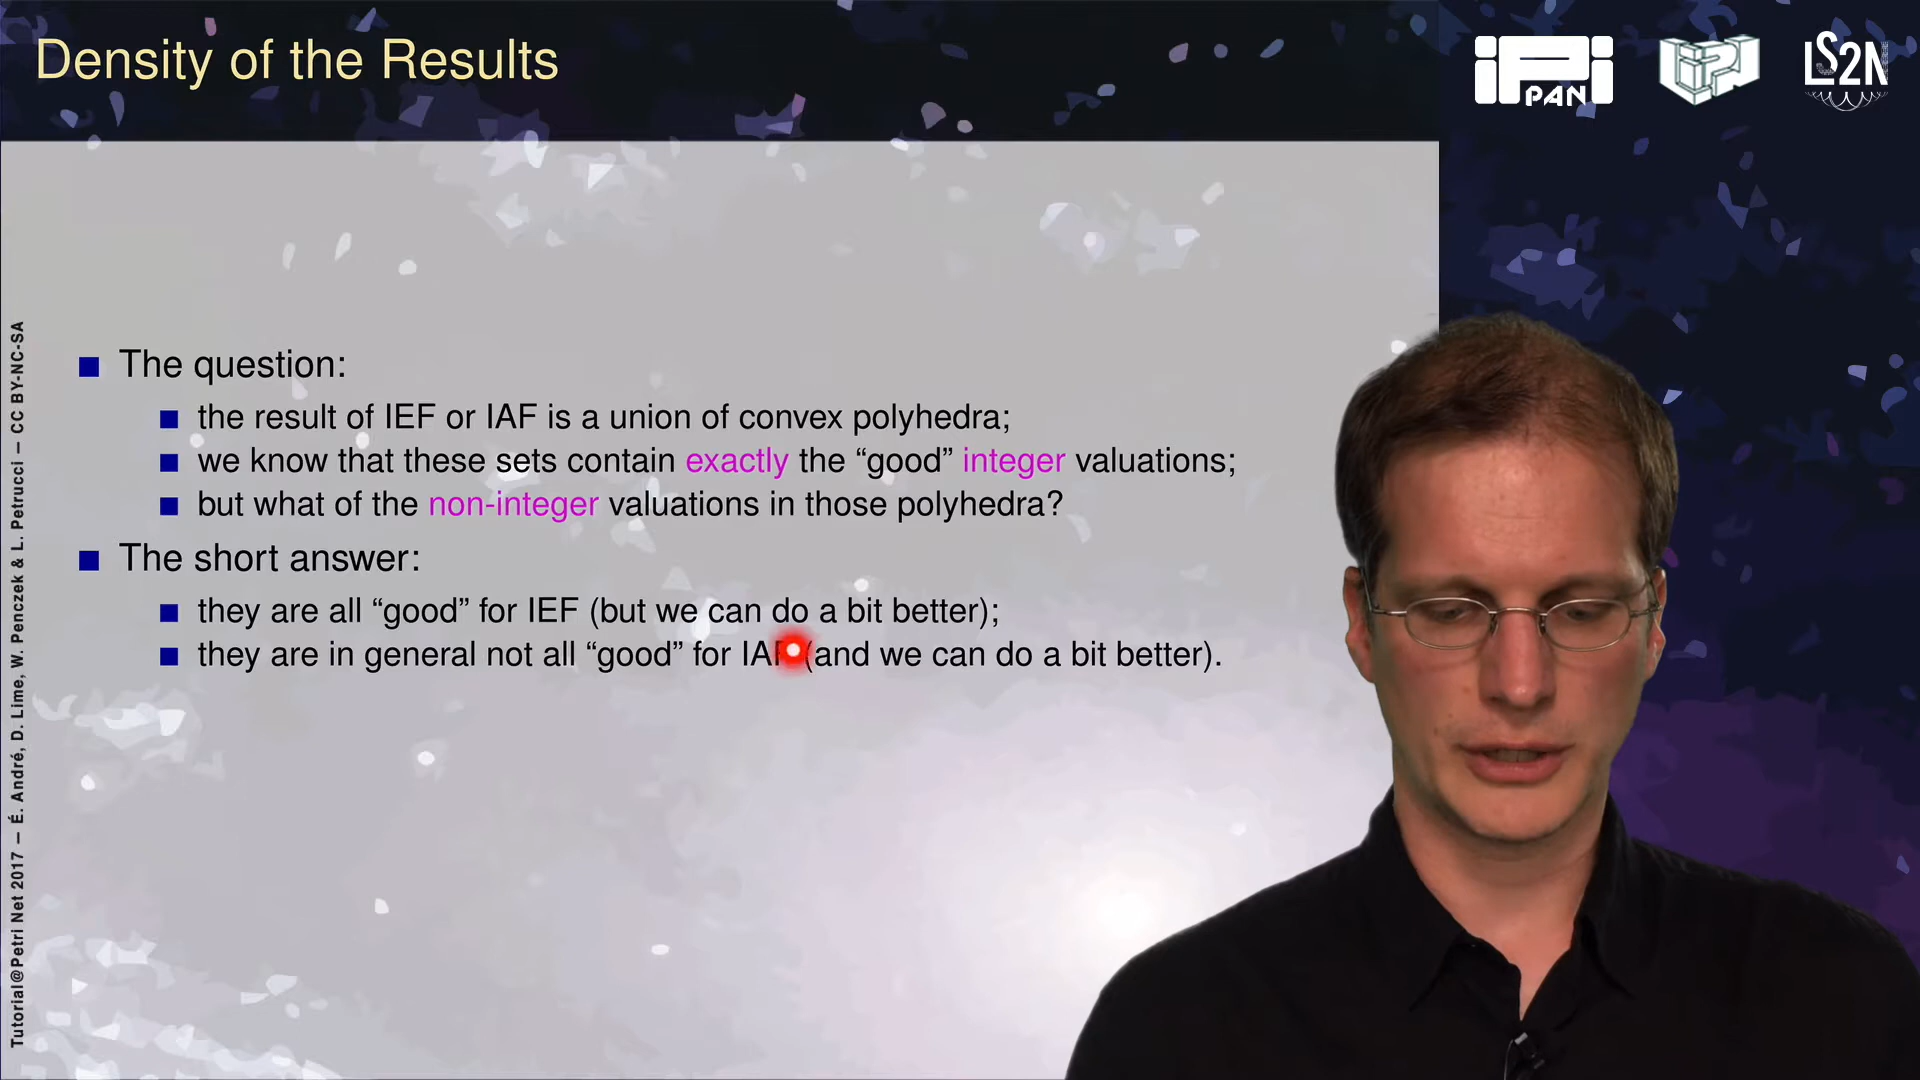 Density of the Results
iPi
PAN
LIPN
LS2N
The question:
the result of IEF or IAF is a union of convex polyhedra;
we know that these sets contain exactly the “good” integer valuations;
but what of the non-integer valuations in those polyhedra?
The short answer:
they are all “good” for IEF (but we can do a bit better);
they are in general not all “good” for IAF (and we can do a bit better).
Tutorial@Petri Net 2017 — É. André, D. Lime, W. Penczek & L. Petrucci — CC BY-NC-SA